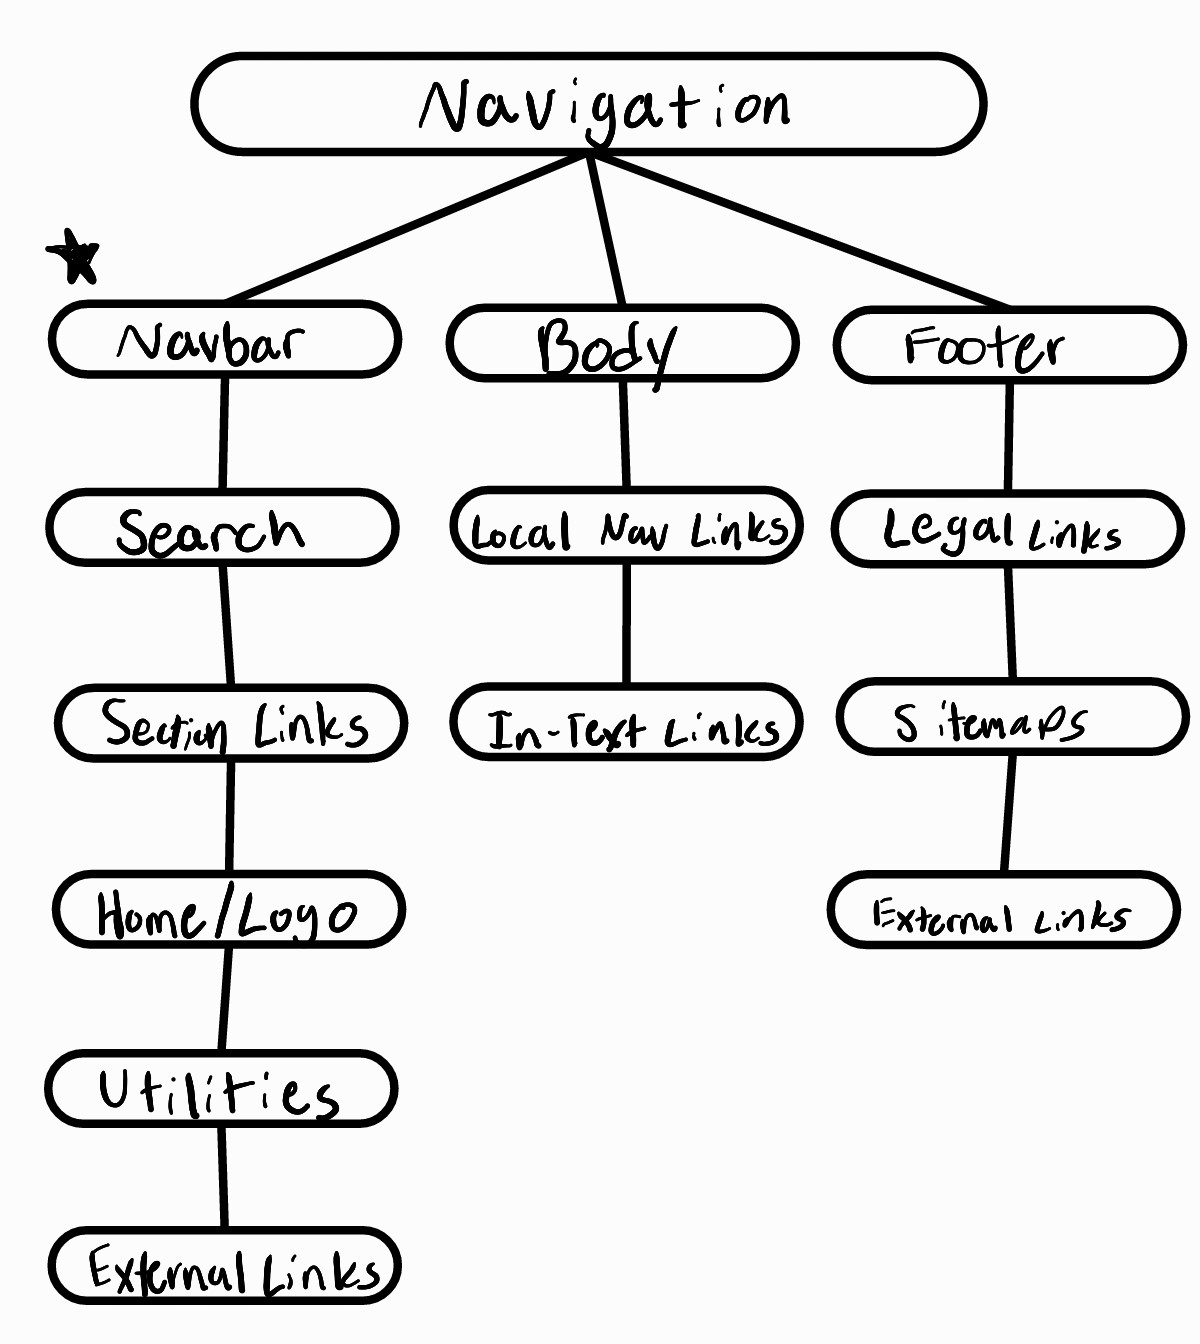 Navigation
Navbar
Body
Footer
Search
Local Nav Links
Legal Links
Section Links
In-Text Links
Sitemaps
Home/Logo
External Links
Utilities
External Links